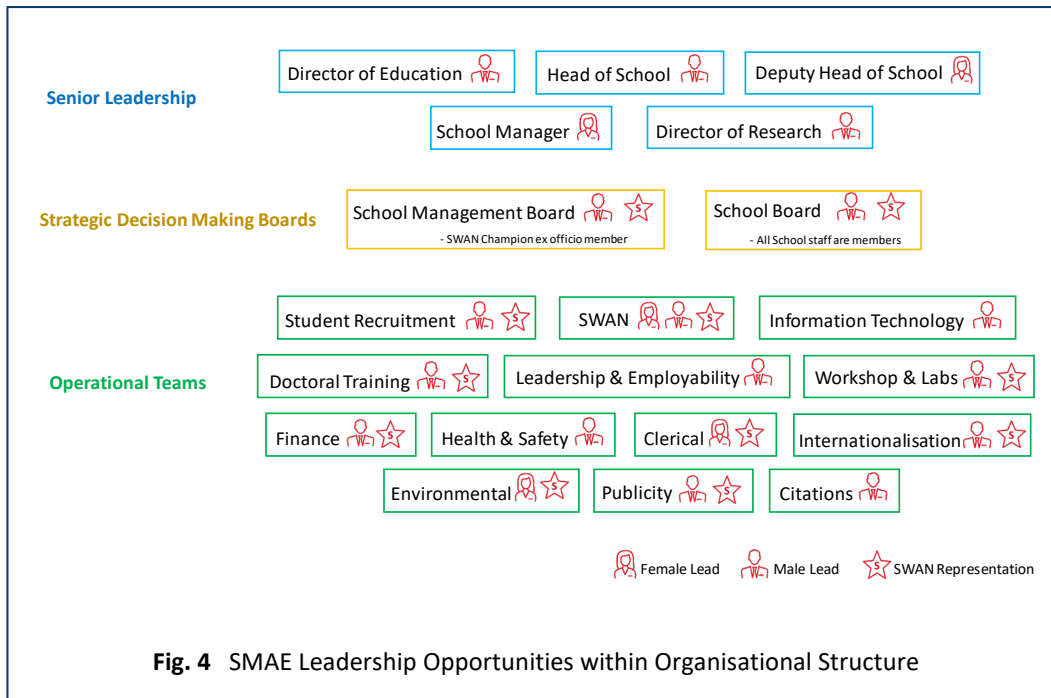 Director of Education
Head of School
Deputy Head of School
Senior Leadership
School Manager
Director of Research
Strategic Decision Making Boards
School Management Board S
- SWAN Champion ex officio member
School Board S
- All School staff are members
Student Recruitment S
SWAN S
Information Technology
Operational Teams
Doctoral Training S
Leadership & Employability
Workshop & Labs S
Finance S
Health & Safety
Clerical S
Internationalisation S
Environmental S
Publicity S
Citations
Female Lead
Male Lead
S SWAN Representation
Fig. 4 SMAE Leadership Opportunities within Organisational Structure